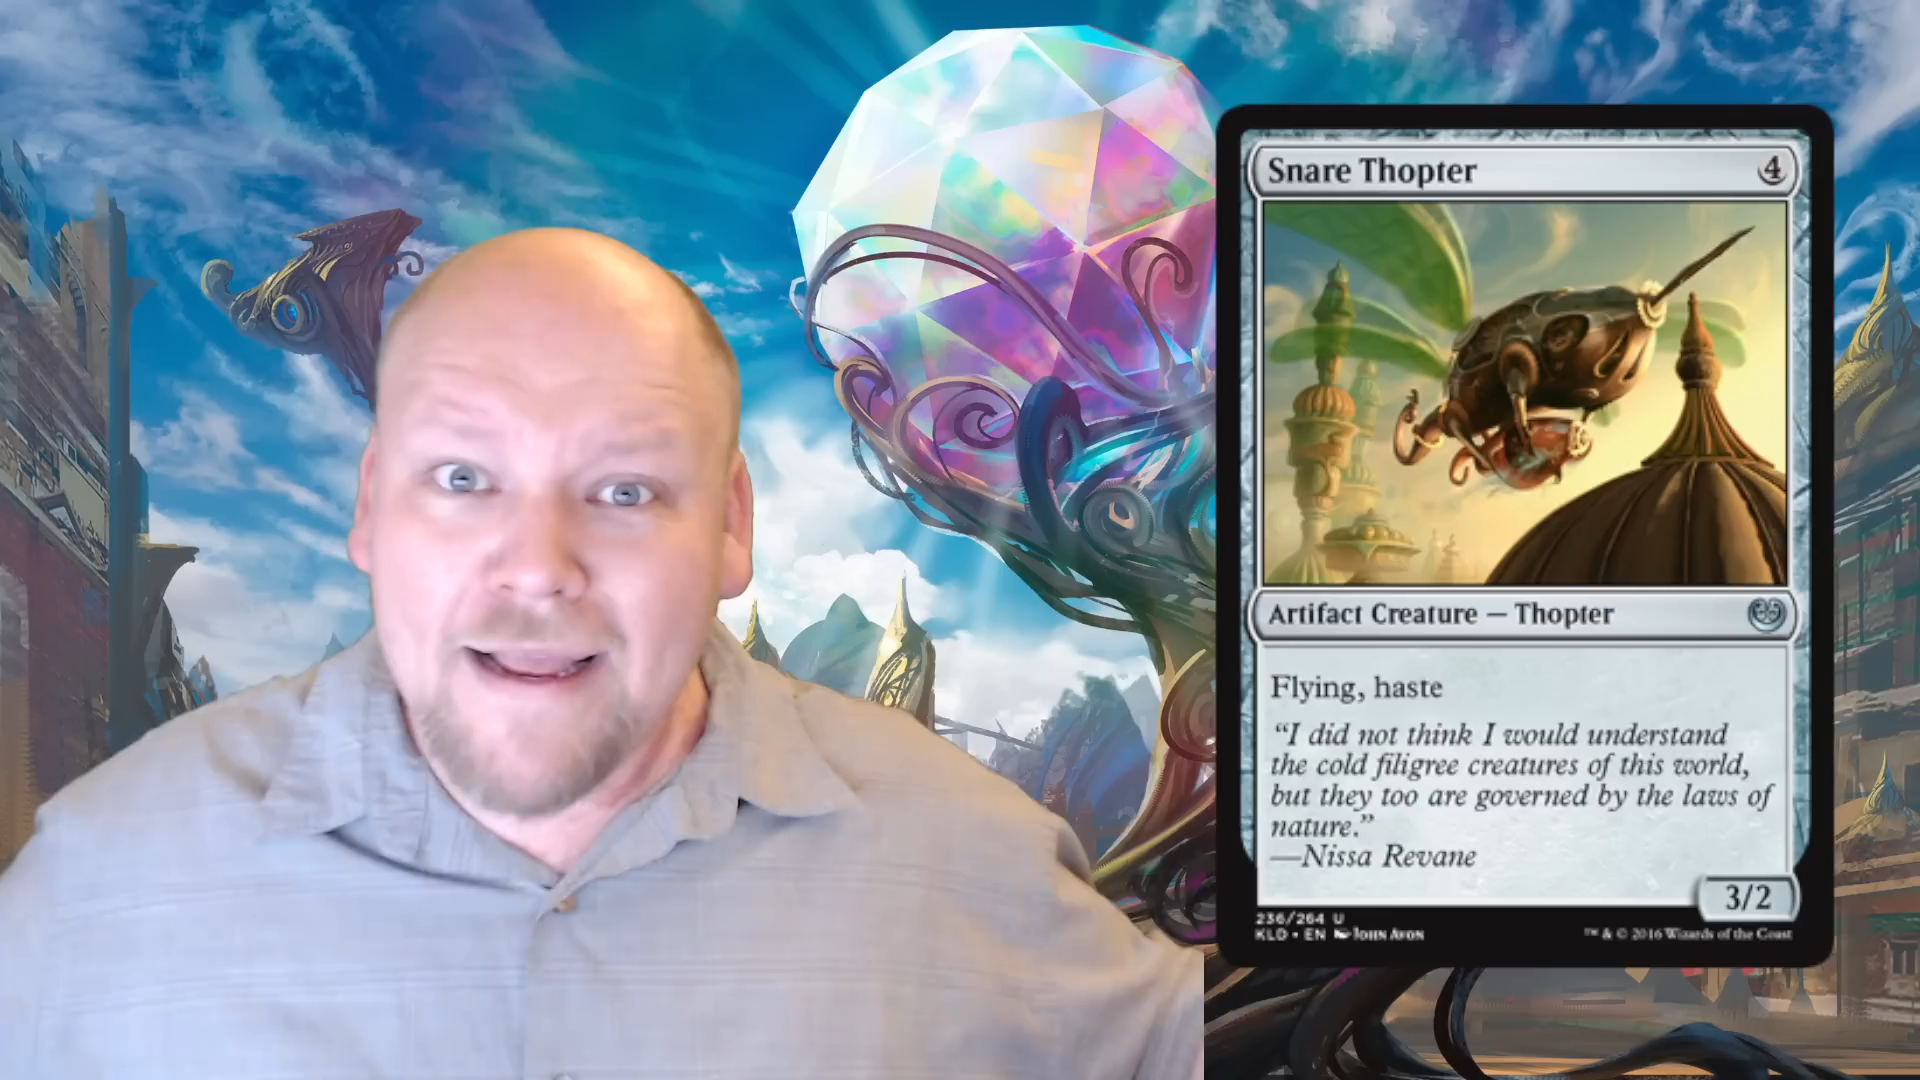 Snare Thopter 4
Artifact Creature — Thopter
Flying, haste
“I did not think I would understand
the cold filigree creatures of this world,
but they too are governed by the laws of
nature.”
—Nissa Revane
3/2
236/264 U
KLD • EN John Avon
™ & © 2016 Wizards of the Coast